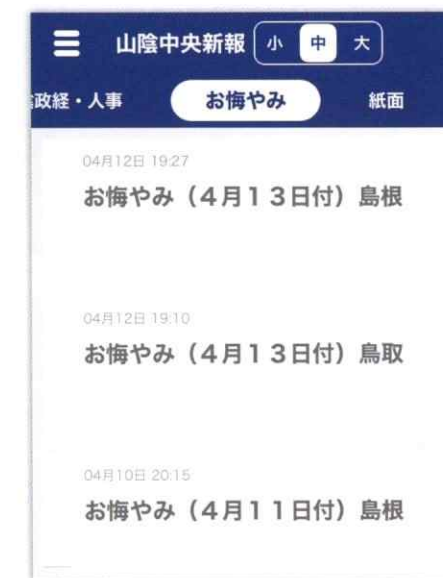 山陰中央新報 小 中 大
政経・人事 お悔やみ 紙面
04月12日 19:27
お悔やみ（４月１３日付）島根
04月12日 19:10
お悔やみ（４月１３日付）鳥取
04月10日 20:15
お悔やみ（４月１１日付）島根